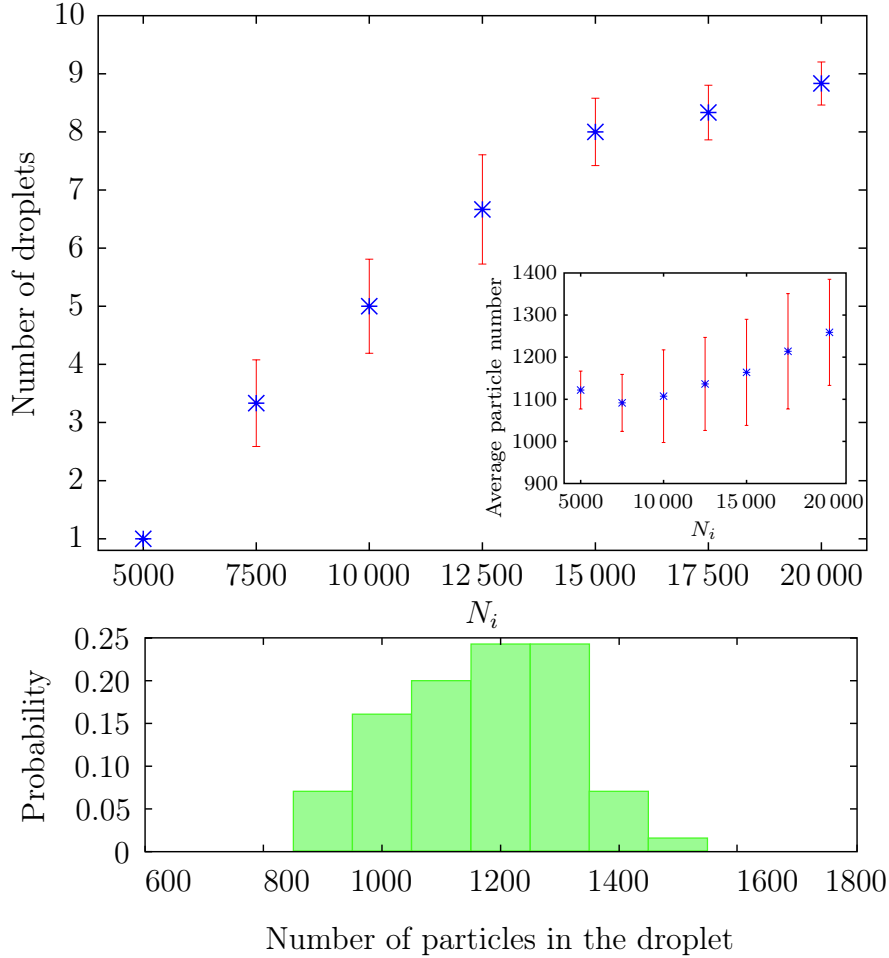 10
9
8
7
6
5
4
3
2
1
Number of droplets
5000 7500 10 000 12 500 15 000 17 500 20 000
N_i
1400
1300
1200
1100
1000
900
Average particle number
5000 10 000 15 000 20 000
N_i
0.25
0.20
0.15
0.10
0.05
0
Probability
600 800 1000 1200 1400 1600 1800
Number of particles in the droplet